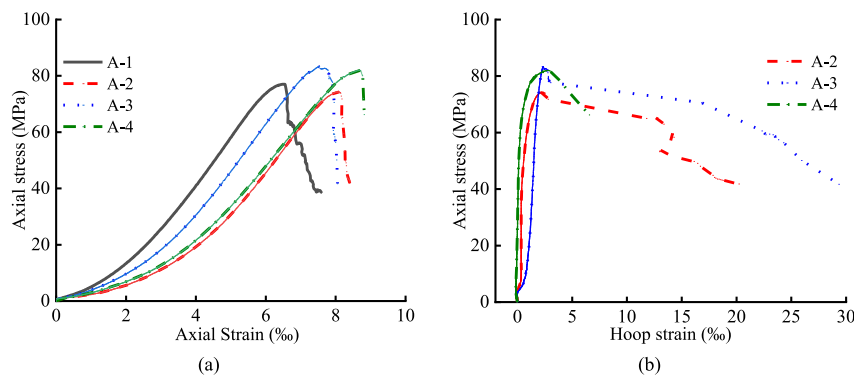 100
80
60
40
20
0
Axial stress (MPa)
A-1
A-2
A-3
A-4
0 2 4 6 8 10
Axial Strain (‰)
(a)
100
80
60
40
20
0
Axial stress (MPa)
A-2
A-3
A-4
0 5 10 15 20 25 30
Hoop strain (‰)
(b)